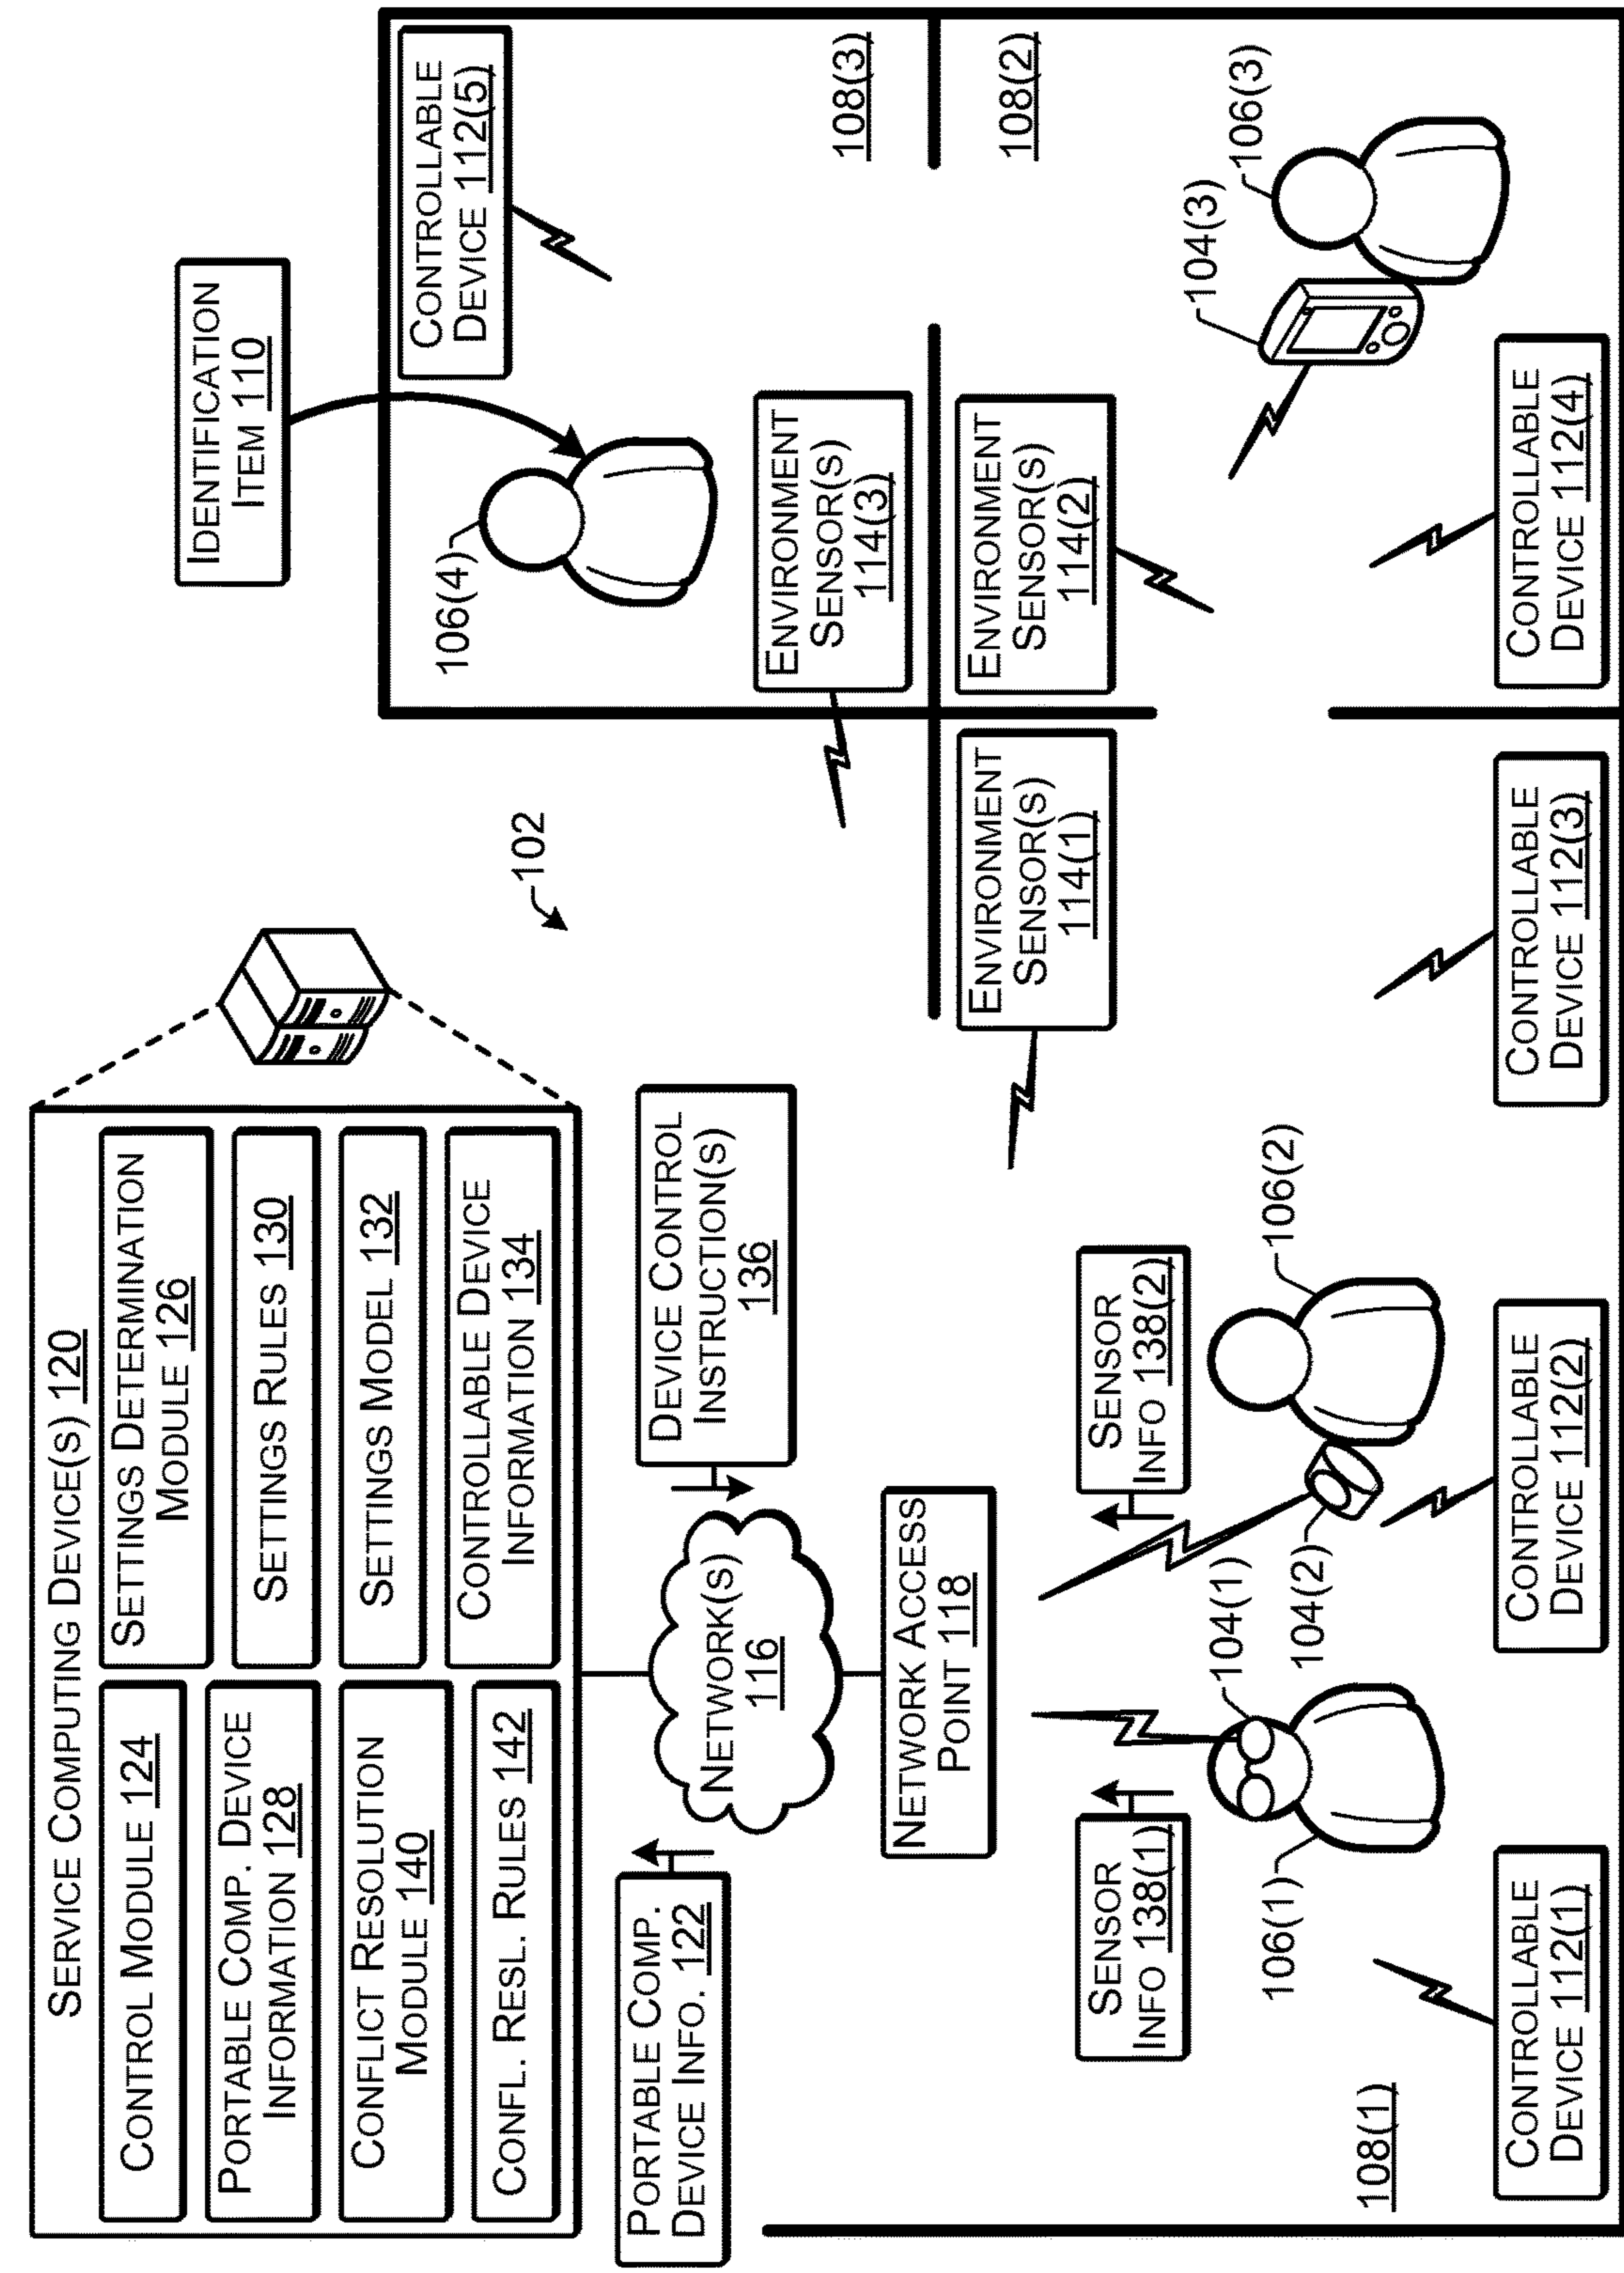 SERVICE COMPUTING DEVICE(S) 120
CONTROL MODULE 124
PORTABLE COMP. DEVICE
INFORMATION 128
CONFLICT RESOLUTION
MODULE 140
CONFL. RESL. RULES 142
SETTINGS DETERMINATION
MODULE 126
SETTINGS RULES 130
SETTINGS MODEL 132
CONTROLLABLE DEVICE
INFORMATION 134
102
IDENTIFICATION
ITEM 110
PORTABLE COMP.
DEVICE INFO. 122
NETWORK(S)
116
DEVICE CONTROL
INSTRUCTION(S)
136
NETWORK ACCESS
POINT 118
106(4)
CONTROLLABLE
DEVICE 112(5)
ENVIRONMENT
SENSOR(S)
114(3)
108(3)
ENVIRONMENT
SENSOR(S)
114(1)
ENVIRONMENT
SENSOR(S)
114(2)
108(2)
SENSOR
INFO 138(1)
SENSOR
INFO 138(2)
104(1)
106(1)
104(2)
106(2)
104(3)
106(3)
108(1)
CONTROLLABLE
DEVICE 112(1)
CONTROLLABLE
DEVICE 112(2)
CONTROLLABLE
DEVICE 112(3)
CONTROLLABLE
DEVICE 112(4)